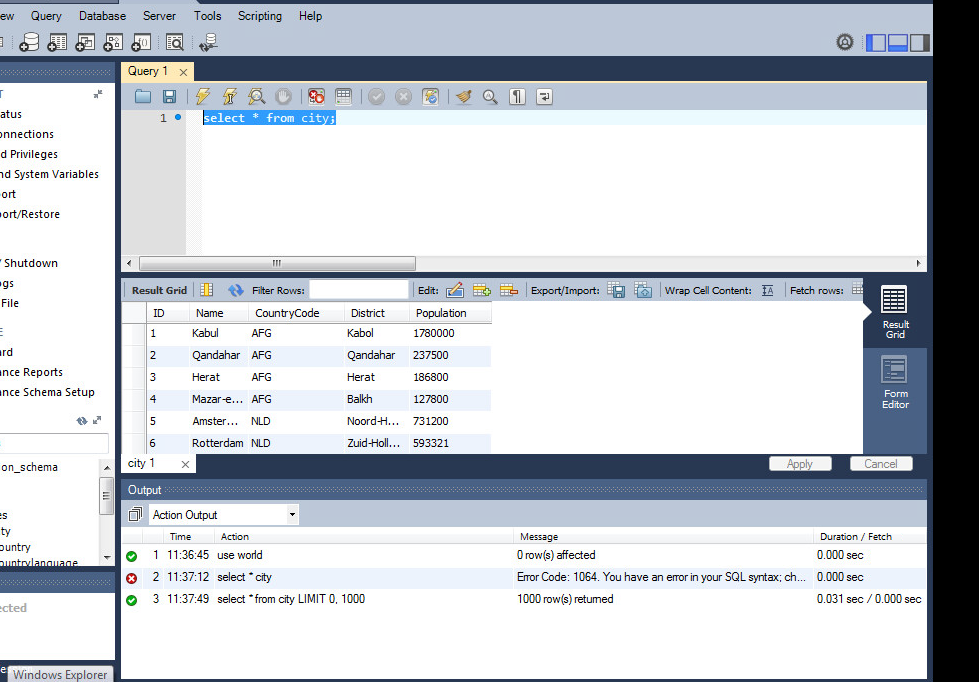 ew Query Database Server Tools Scripting Help
Query 1
T
atus
onnections
d Privileges
nd System Variables
ort
ort/Restore
/ Shutdown
ogs
File
E
ard
ance Reports
ance Schema Setup
on_schema
es
ty
ountry
ountrylanguage
ected
Windows Explorer
1 select * from city;
Result Grid Filter Rows: Edit: Export/Import: Wrap Cell Content: Fetch rows:
ID Name CountryCode District Population
1 Kabul AFG Kabol 1780000
2 Qandahar AFG Qandahar 237500
3 Herat AFG Herat 186800
4 Mazar-e... AFG Balkh 127800
5 Amster... NLD Noord-H... 731200
6 Rotterdam NLD Zuid-Holl... 593321
Result
Grid
Form
Editor
city 1 Apply Cancel
Output
Action Output
Time Action Message Duration / Fetch
1 11:36:45 use world 0 row(s) affected 0.000 sec
2 11:37:12 select * city Error Code: 1064. You have an error in your SQL syntax; ch... 0.000 sec
3 11:37:49 select * from city LIMIT 0, 1000 1000 row(s) returned 0.031 sec / 0.000 sec